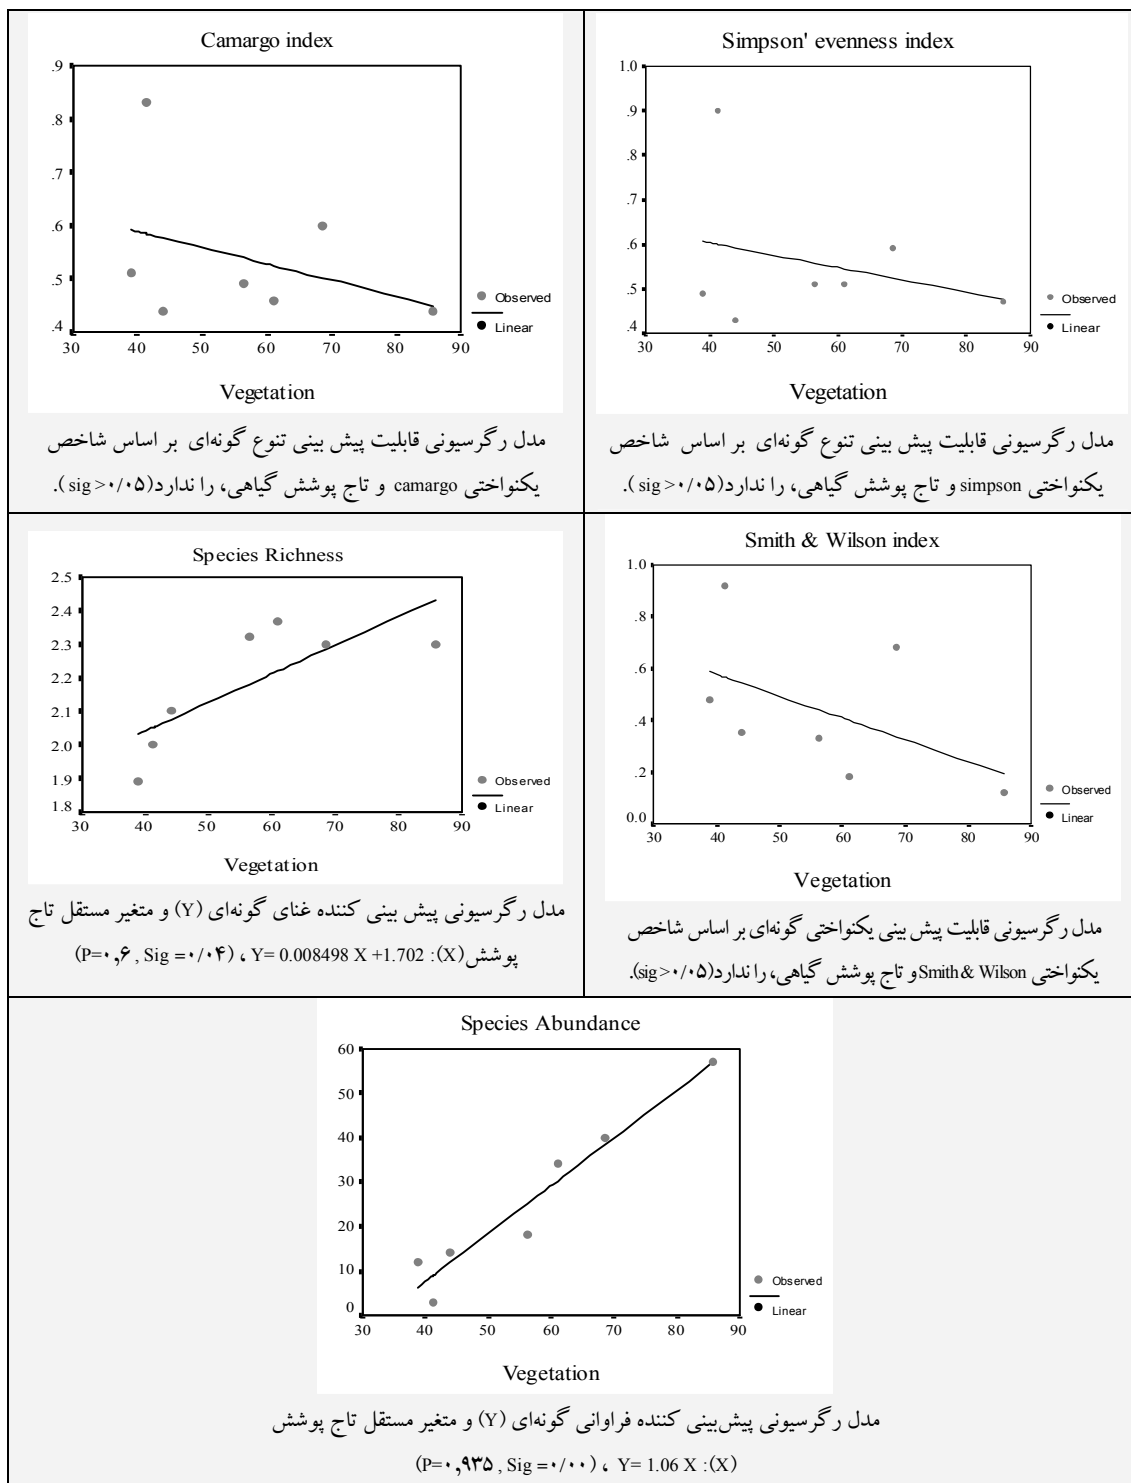 Camargo index
.9
.8
.7
.6
.5
.4
30 40 50 60 70 80 90
Observed
Linear
Vegetation
مدل رگرسیونی قابلیت پیش بینی تنوع گونه‌ای بر اساس شاخص
یکنواختی camargo و تاج پوشش گیاهی، را ندارد(sig >۰/۰۵).
Simpson' evenness index
1.0
.9
.8
.7
.6
.5
.4
30 40 50 60 70 80 90
Observed
Linear
Vegetation
مدل رگرسیونی قابلیت پیش بینی تنوع گونه‌ای بر اساس شاخص
یکنواختی simpson و تاج پوشش گیاهی، را ندارد(sig >۰/۰۵).
Species Richness
2.5
2.4
2.3
2.2
2.1
2.0
1.9
1.8
30 40 50 60 70 80 90
Observed
Linear
Vegetation
مدل رگرسیونی پیش بینی کننده غنای گونه‌ای (Y) و متغیر مستقل تاج
پوشش(X): Y= 0.008498 X +1.702 ، (P=۰,۶ , Sig =۰/۰۴)
Smith & Wilson index
1.0
.8
.6
.4
.2
0.0
30 40 50 60 70 80 90
Observed
Linear
Vegetation
مدل رگرسیونی قابلیت پیش بینی یکنواختی گونه‌ای بر اساس شاخص
یکنواختی Smith & Wilson و تاج پوشش گیاهی، را ندارد(sig >۰/۰۵).
Species Abundance
60
50
40
30
20
10
0
30 40 50 60 70 80 90
Observed
Linear
Vegetation
مدل رگرسیونی پیش‌بینی کننده فراوانی گونه‌ای (Y) و متغیر مستقل تاج پوشش
(X): Y= 1.06 X ، (P=۰,۹۳۵ , Sig =۰/۰۰)